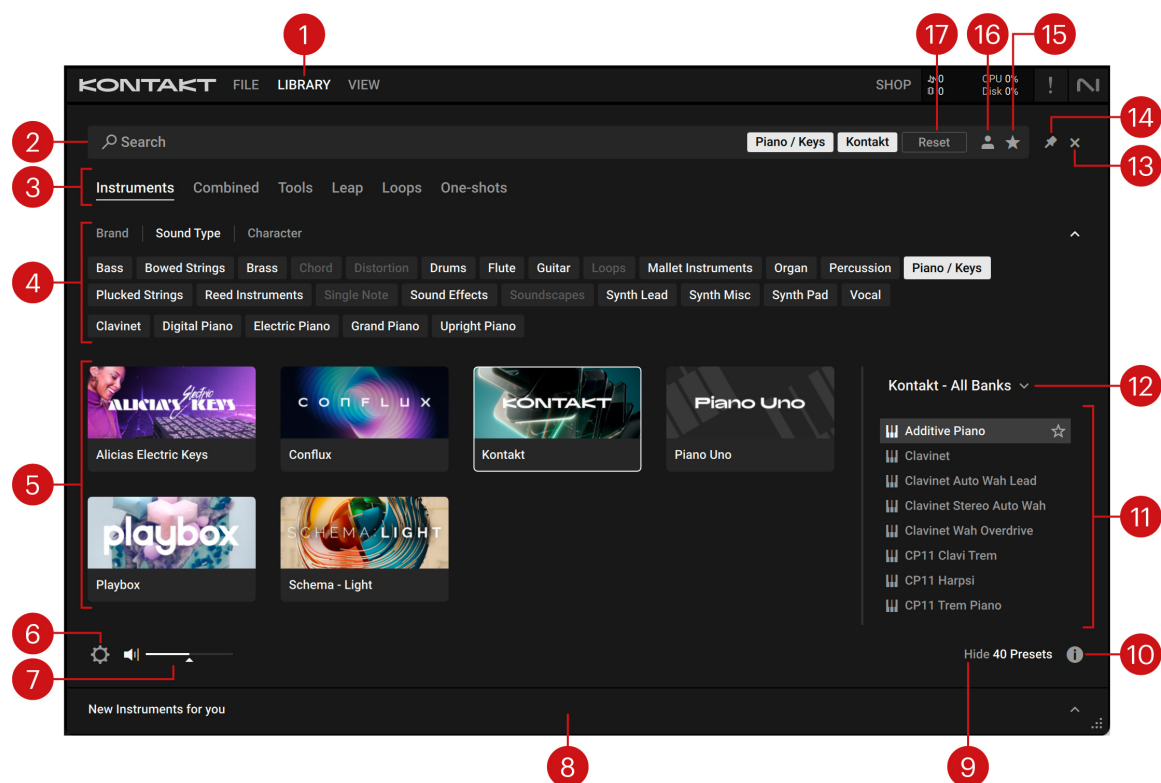 1
17
16
15
KONTAKT FILE LIBRARY VIEW
SHOP
0
0
CPU 0%
Disk 0%
!
14
2
Search
Piano / Keys
Kontakt
Reset
13
3
Instruments Combined Tools Leap Loops One-shots
4
Brand Sound Type Character
Bass Bowed Strings Brass Chord Distortion Drums Flute Guitar Loops Mallet Instruments Organ Percussion Piano / Keys
Plucked Strings Reed Instruments Single Note Sound Effects Soundscapes Synth Lead Synth Misc Synth Pad Vocal
Clavinet Digital Piano Electric Piano Grand Piano Upright Piano
5
ALICIA'S Electric KEYS
Alicias Electric Keys
CONFLUX
Conflux
KONTAKT
Kontakt
Piano Uno
Piano Uno
playbox
Playbox
SCHEMA: LIGHT
Schema - Light
Kontakt - All Banks
12
Additive Piano
Clavinet
Clavinet Auto Wah Lead
Clavinet Stereo Auto Wah
Clavinet Wah Overdrive
CP11 Clavi Trem
CP11 Harpsi
CP11 Trem Piano
11
6
7
Hide 40 Presets
10
New Instruments for you
8
9